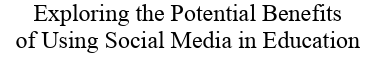 Exploring the Potential Benefits
of Using Social Media in Education